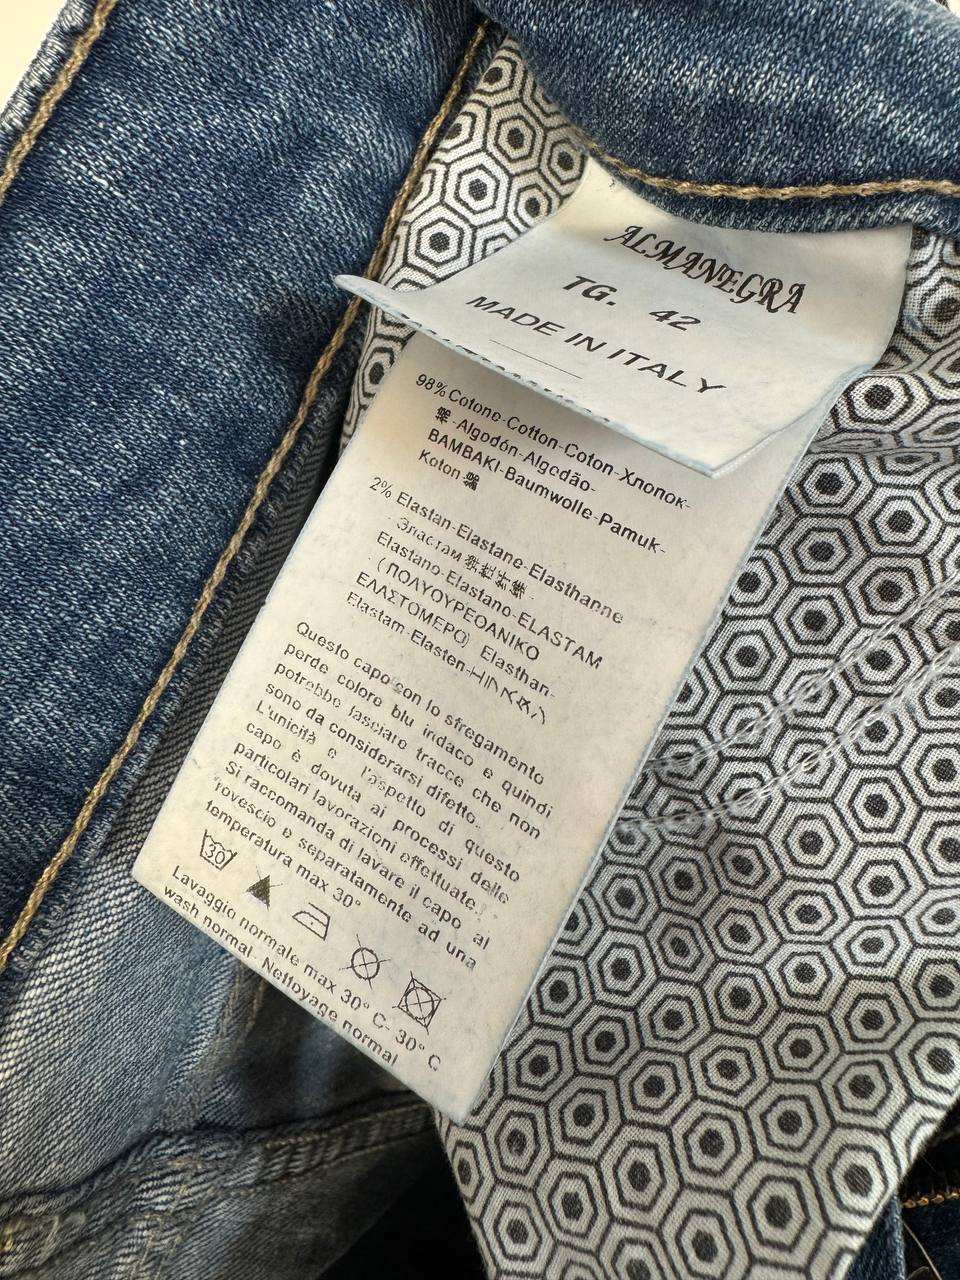 ALMANEGRA
TG. 42
MADE IN ITALY
98% Cotone-Cotton-Coton-Хлопок-
-Algodón-Algodão-
BAMBAKI-Baumwolle-Pamuk-
Koton
2% Elastan-Elastane-Elasthanne
-Эластам
Elastano-Elastano-ELASTAM
(ΠΟΛΥΟΥΡΕΘΑΝΙΚΟ
ΕΛΑΣΤΟΜΕΡΟ) Elasthan-
Elastam-Elasten-
Questo capo con lo sfregamento
perde colore blu indaco e quindi
potrebbe lasciare tracce che non
sono da considerarsi difetto.
L'unicità e l'aspetto di questo
capo è dovuta ai processi delle
particolari lavorazioni effettuate.
Si raccomanda di lavare il capo al
rovescio e separatamente ad una
temperatura max 30°
30
Lavaggio normale max 30° C- 30° C
wash normal- Nettoyage normal